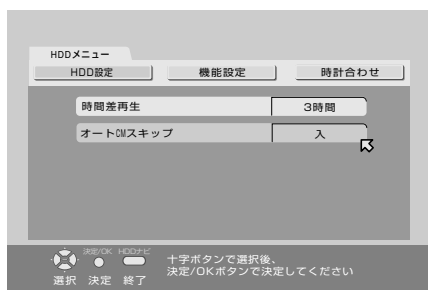 HDDメニュー
HDD設定 機能設定 時計合わせ
時間差再生 3時間
オートCMスキップ 入
決定/OK HDDナビ
十字ボタンで選択後、
決定/OKボタンで決定してください
選択 決定 終了